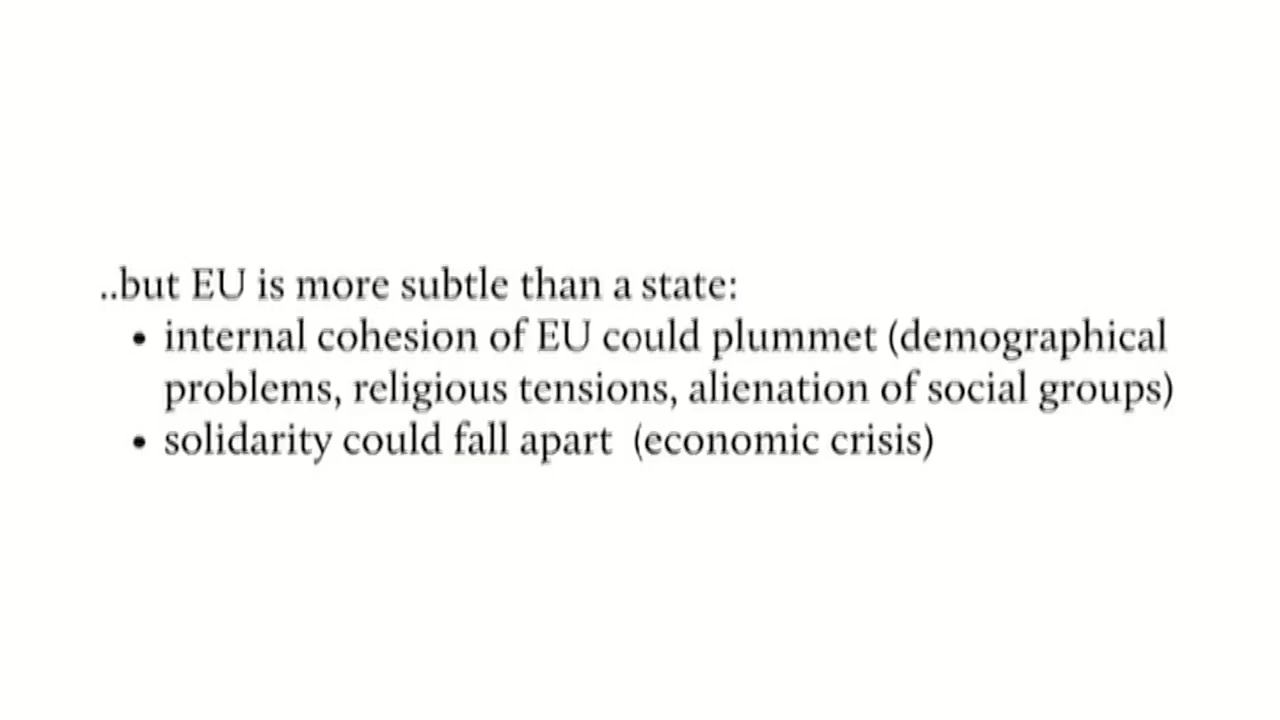 ..but EU is more subtle than a state:
• internal cohesion of EU could plummet (demographical
problems, religious tensions, alienation of social groups)
• solidarity could fall apart (economic crisis)